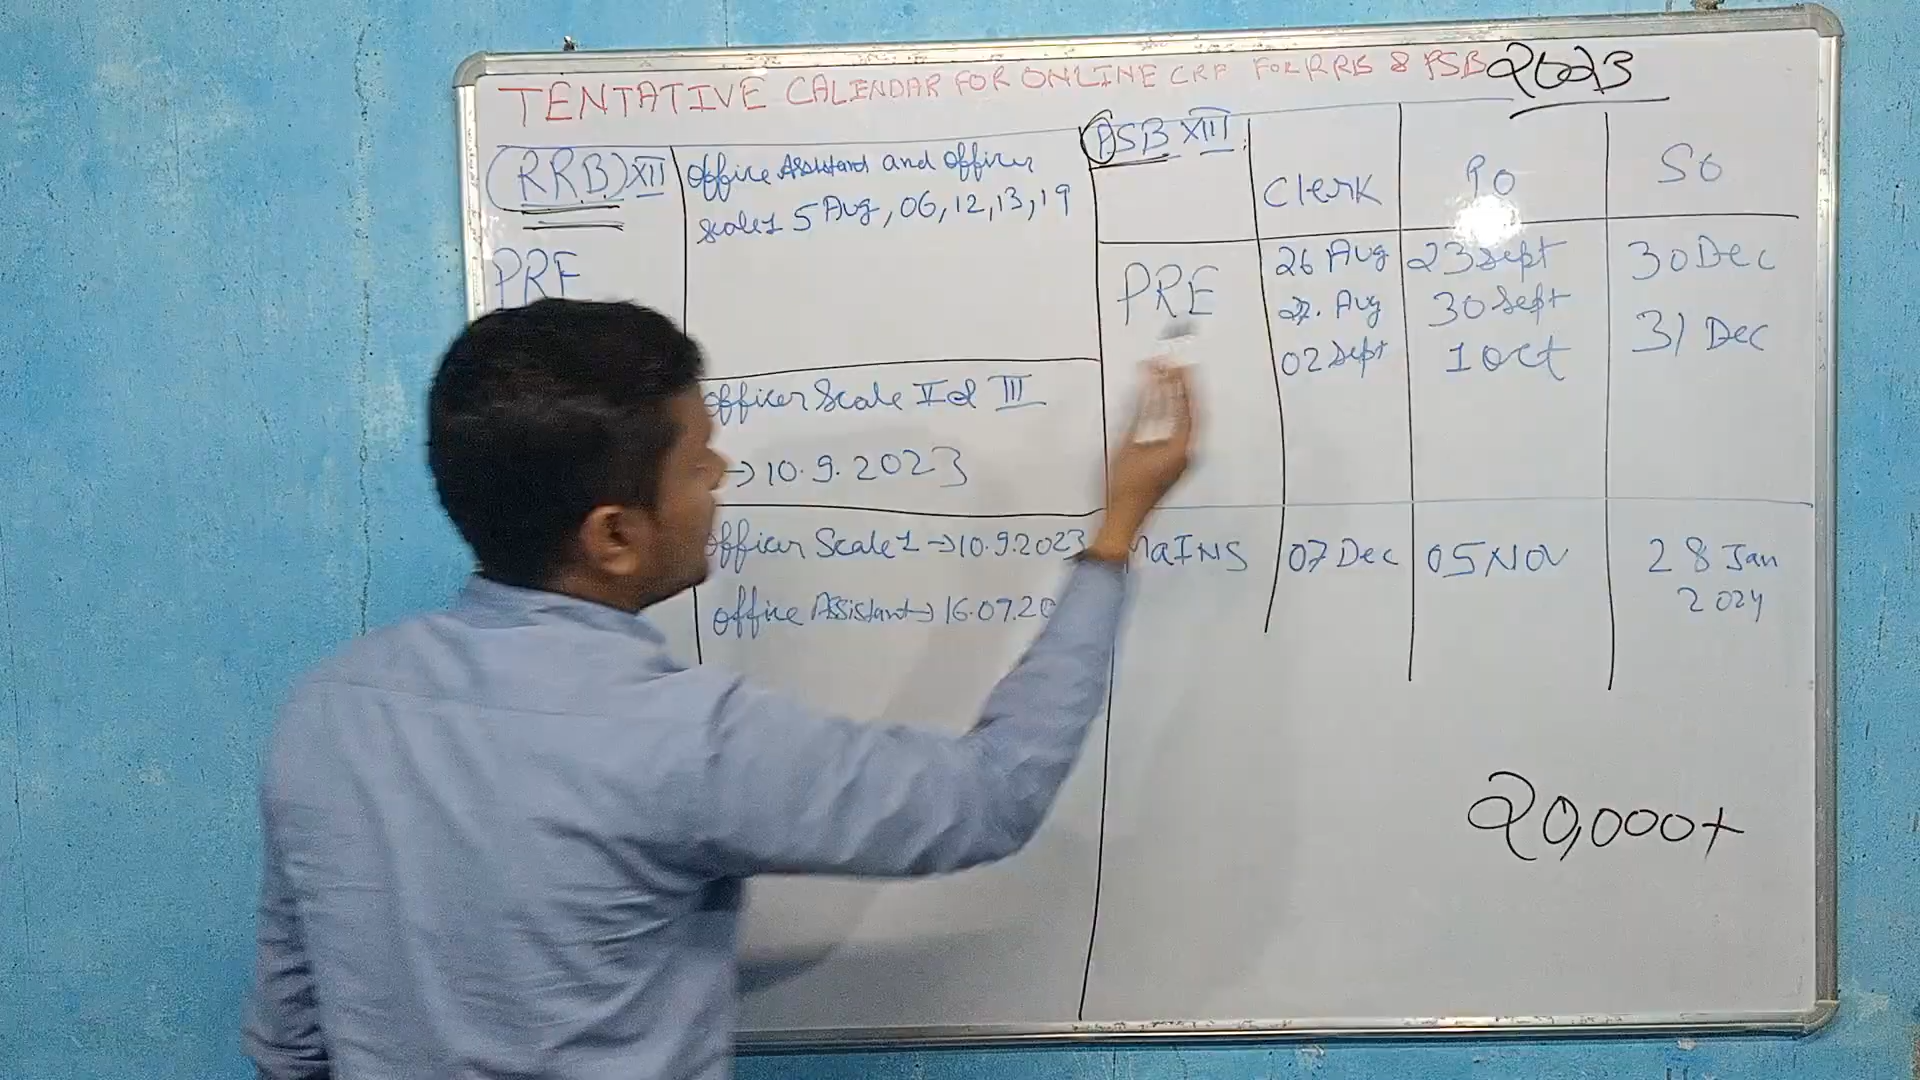 TENTATIVE CALENDAR FOR ONLINE CRP FOR RRB & PSB 2023
(RRB) XII
Office Assistant and Officer
Scale 1 5 Aug, 06, 12, 13, 19
PRE
Officer Scale II & III
→ 10.9.2023
Officer Scale 1 → 10.9.2023
Office Assistant → 16.07.20
PSB XIII
Clerk PO SO
PRE 26 Aug 23 Sept 30 Dec
27. Aug 30 Sept 31 Dec
02 Sept 1 Oct
MaINS 07 Dec 05 NOV 28 Jan
2024
20,000+